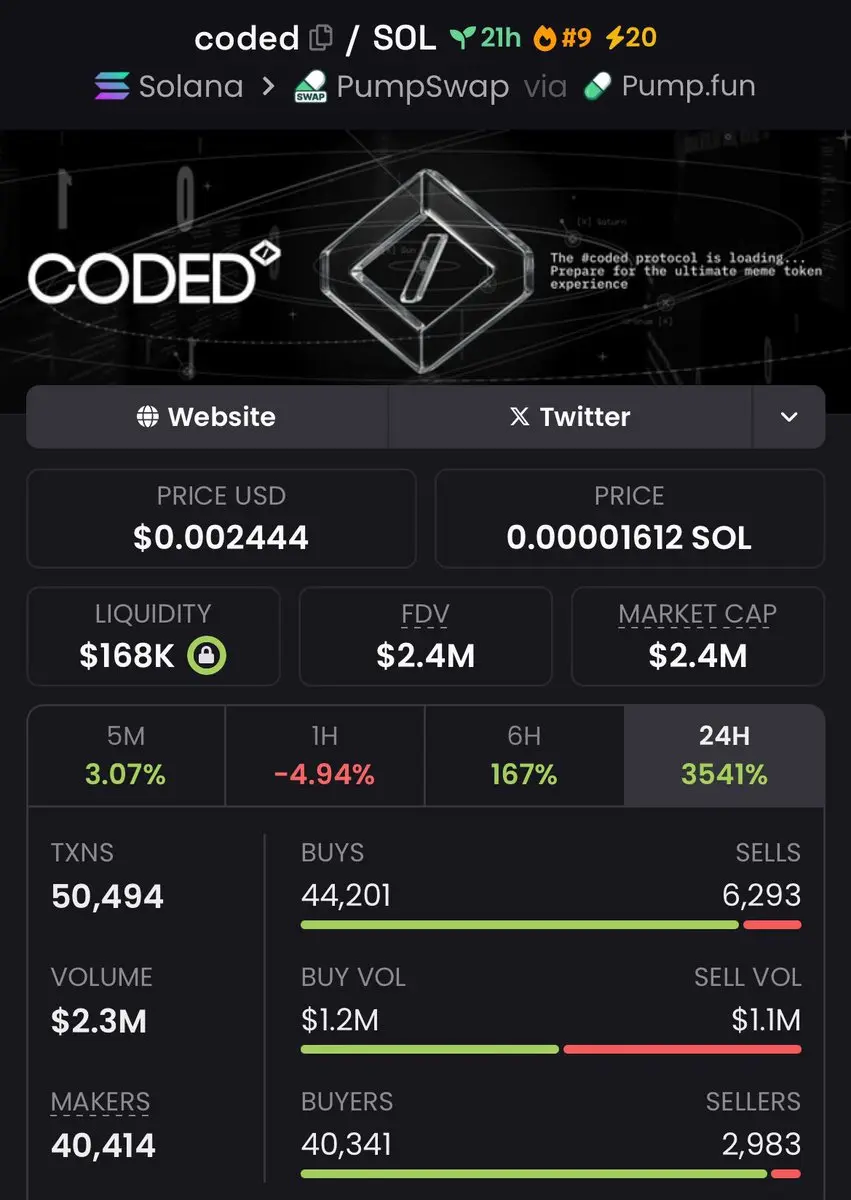 coded / SOL 21h #9 20
Solana > PumpSwap via Pump.fun
SWAP
1 0
CODED
[K] Saturn
The #coded protocol is loading...
Prepare for the ultimate meme token
experience
Website
Twitter
PRICE USD
$0.002444
PRICE
0.00001612 SOL
LIQUIDITY
$168K
FDV
$2.4M
MARKET CAP
$2.4M
5M
3.07%
1H
-4.94%
6H
167%
24H
3541%
TXNS
50,494
BUYS
44,201
SELLS
6,293
VOLUME
$2.3M
BUY VOL
$1.2M
SELL VOL
$1.1M
MAKERS
40,414
BUYERS
40,341
SELLERS
2,983